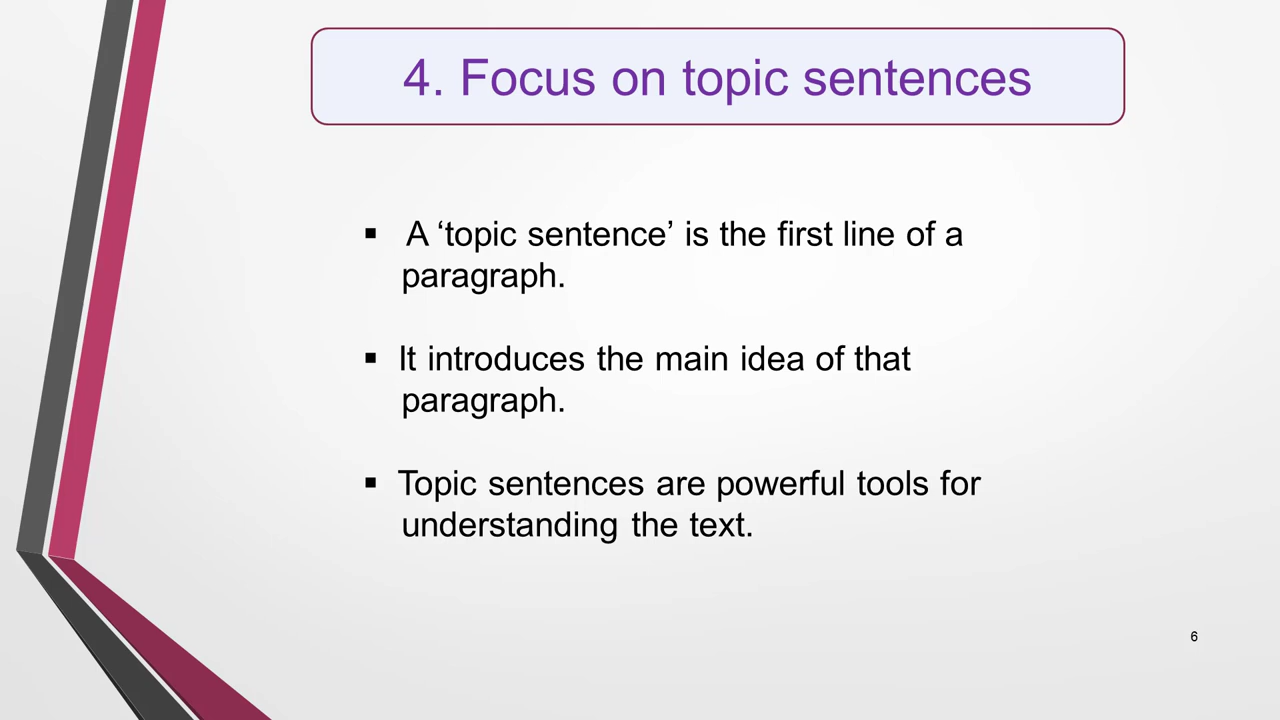 4. Focus on topic sentences
▪ A ‘topic sentence’ is the first line of a
paragraph.
▪ It introduces the main idea of that
paragraph.
▪ Topic sentences are powerful tools for
understanding the text.
6